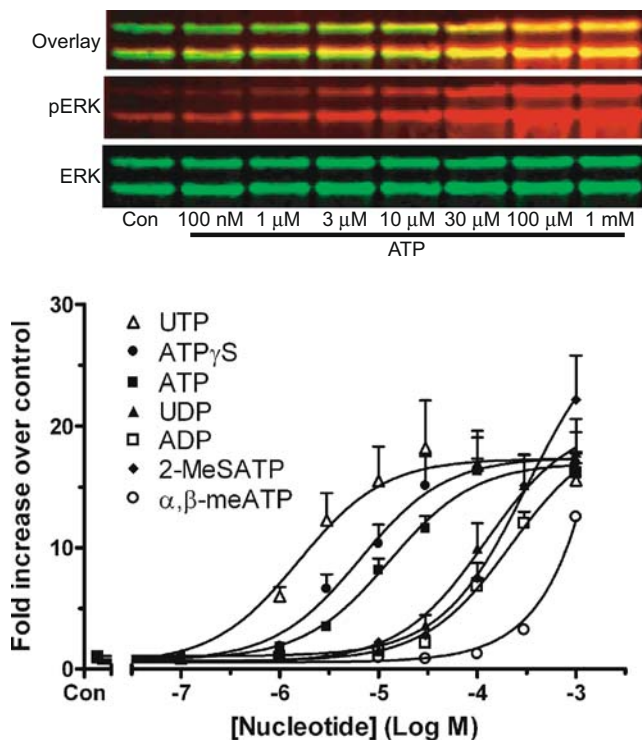 Overlay
pERK
ERK
Con 100 nM 1 μM 3 μM 10 μM 30 μM 100 μM 1 mM
ATP
30
20
10
0
Fold increase over control
UTP
ATPγS
ATP
UDP
ADP
2-MeSATP
α,β-meATP
Con -7 -6 -5 -4 -3
[Nucleotide] (Log M)